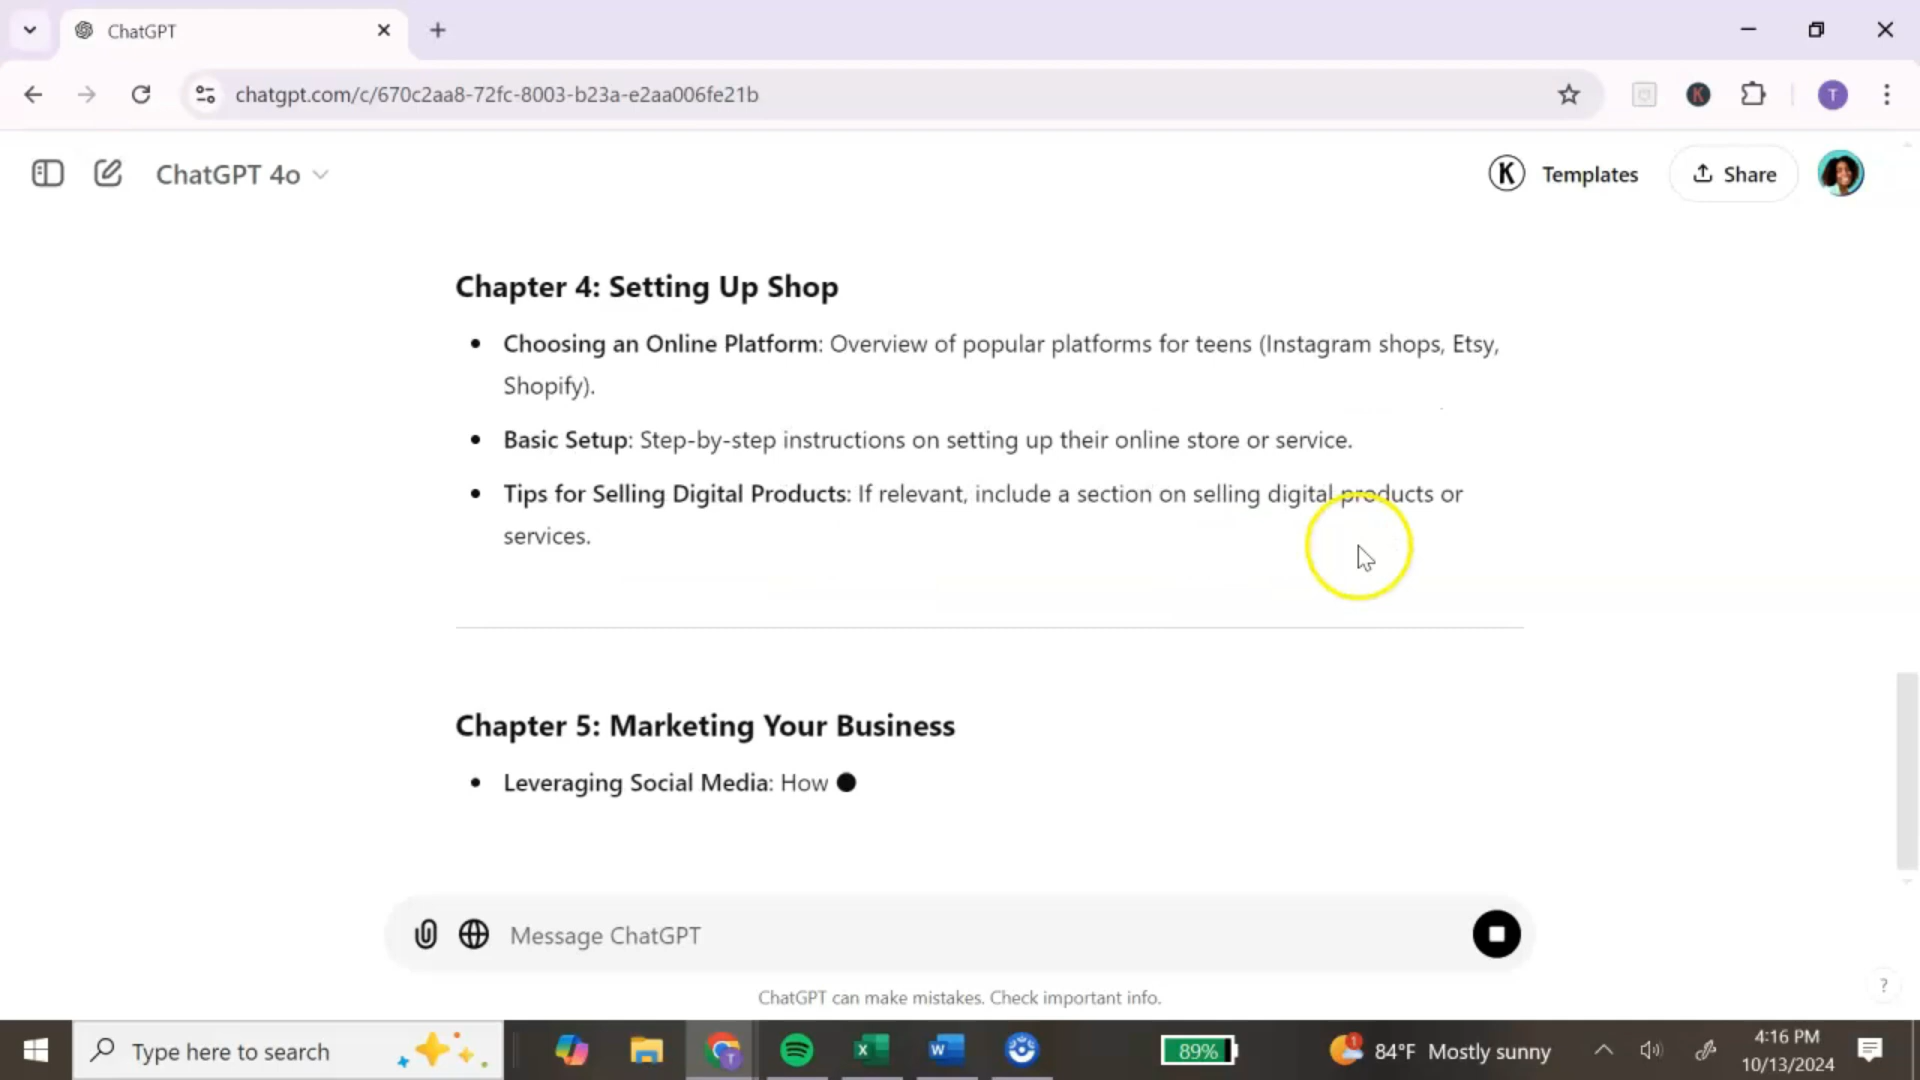 ChatGPT
chatgpt.com/c/670c2aa8-72fc-8003-b23a-e2aa006fe21b
K
T
ChatGPT 4o
K Templates
Share
Chapter 4: Setting Up Shop
• Choosing an Online Platform: Overview of popular platforms for teens (Instagram shops, Etsy,
Shopify).
• Basic Setup: Step-by-step instructions on setting up their online store or service.
• Tips for Selling Digital Products: If relevant, include a section on selling digital products or
services.
Chapter 5: Marketing Your Business
• Leveraging Social Media: How
Message ChatGPT
ChatGPT can make mistakes. Check important info.
?
Type here to search
T
W
89%
1
84°F Mostly sunny
4:16 PM
10/13/2024